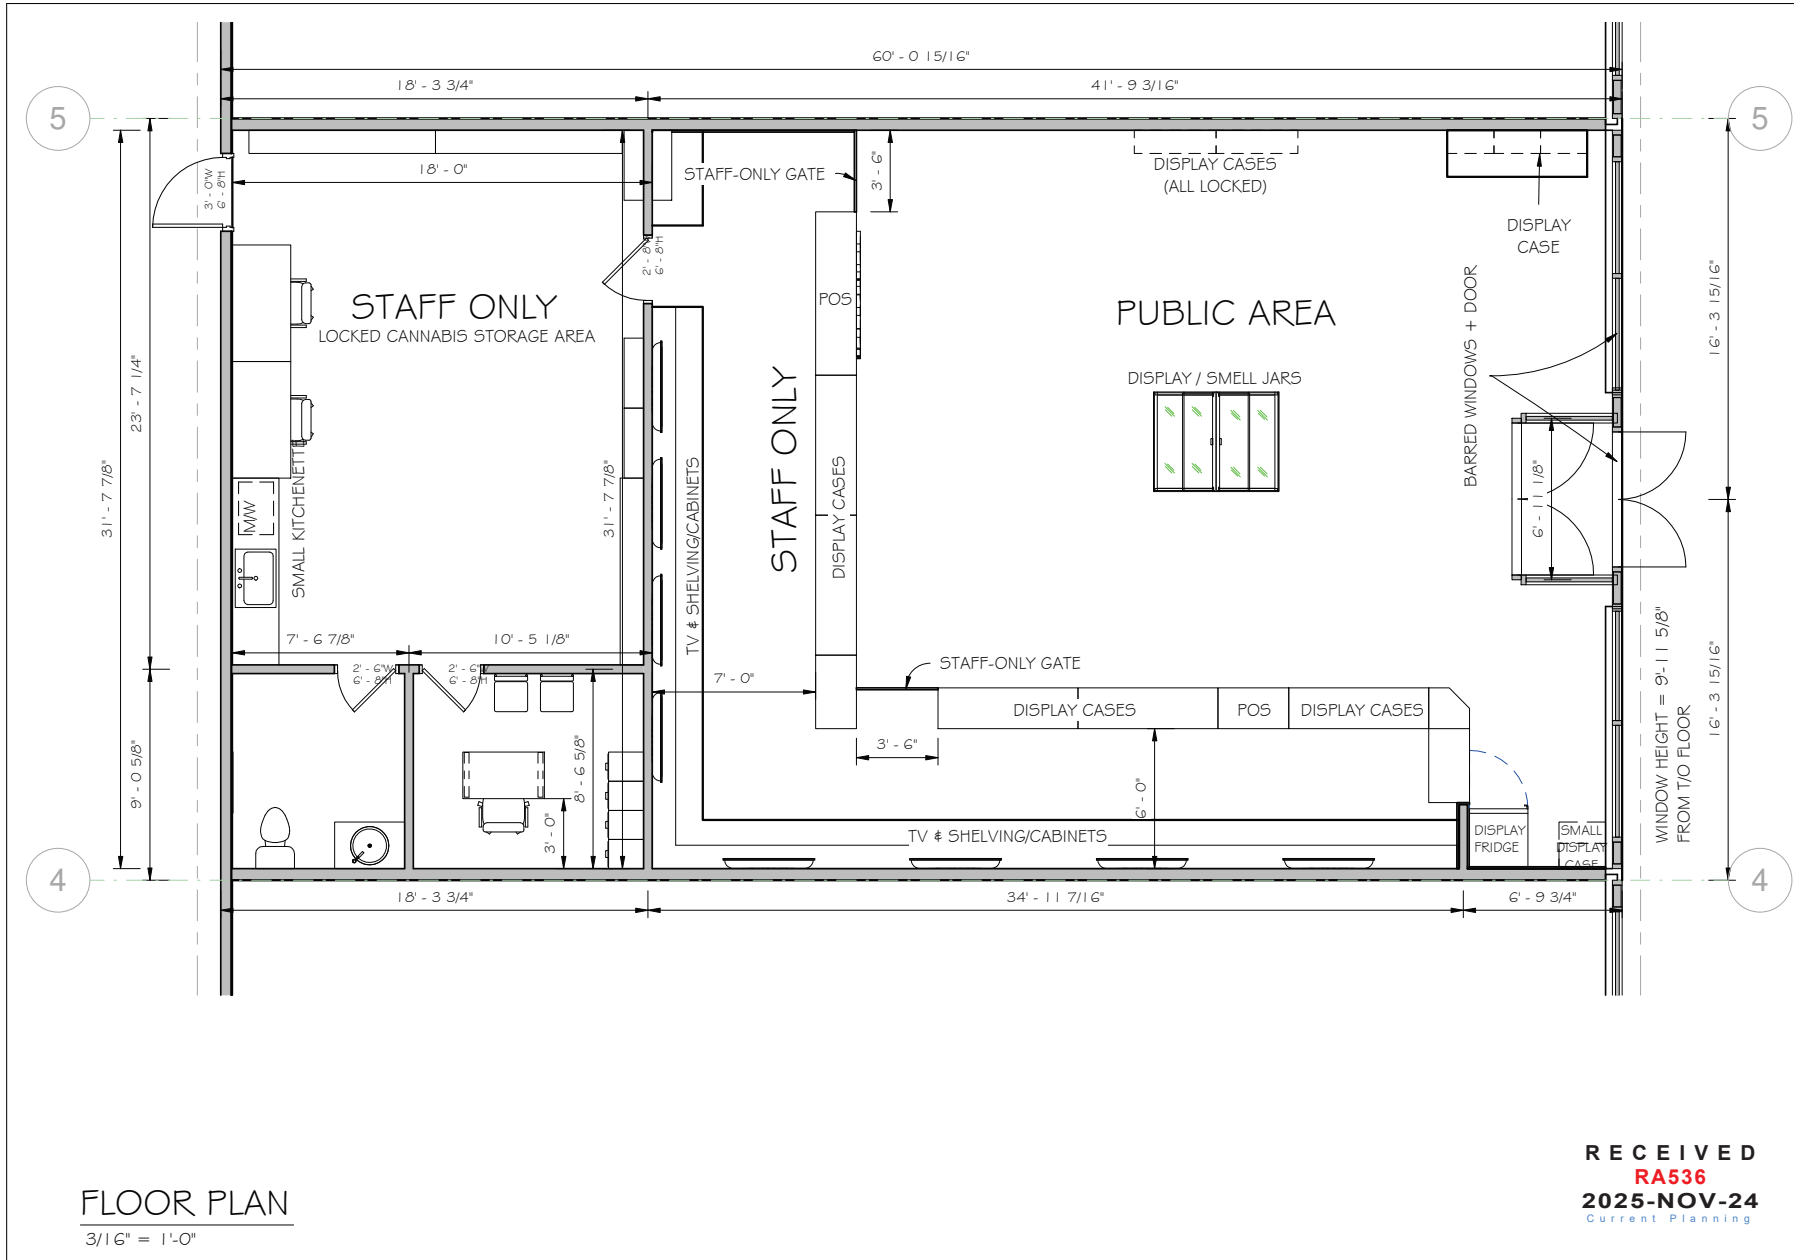 60' - 0 15/16"
18' - 3 3/4"
41' - 9 3/16"
5
5
18' - 0"
3' - 0"W
6' - 8"H
STAFF-ONLY GATE
3' - 6"
DISPLAY CASES
(ALL LOCKED)
DISPLAY
CASE
2' - 8"W
6' - 8"H
STAFF ONLY
LOCKED CANNABIS STORAGE AREA
POS
PUBLIC AREA
BARRED WINDOWS + DOOR
16' - 3 15/16"
23' - 7 1/4"
31' - 7 7/8"
DISPLAY / SMELL JARS
STAFF ONLY
DISPLAY CASES
TV & SHELVING/CABINETS
31' - 7 7/8"
SMALL KITCHENETTE
M/W
6' - 11 1/8"
7' - 6 7/8"
10' - 5 1/8"
2' - 6"W
6' - 8"H
2' - 6"W
6' - 8"H
7' - 0"
STAFF-ONLY GATE
DISPLAY CASES
POS
DISPLAY CASES
3' - 6"
WINDOW HEIGHT = 9'-11 5/8"
FROM T/O FLOOR
16' - 3 15/16"
9' - 0 5/8"
8' - 6 5/8"
3' - 0"
6' - 0"
TV & SHELVING/CABINETS
DISPLAY
FRIDGE
SMALL
DISPLAY
CASE
4
4
18' - 3 3/4"
34' - 11 7/16"
6' - 9 3/4"
RECEIVED
RA536
2025-NOV-24
Current Planning
FLOOR PLAN
3/16" = 1'-0"